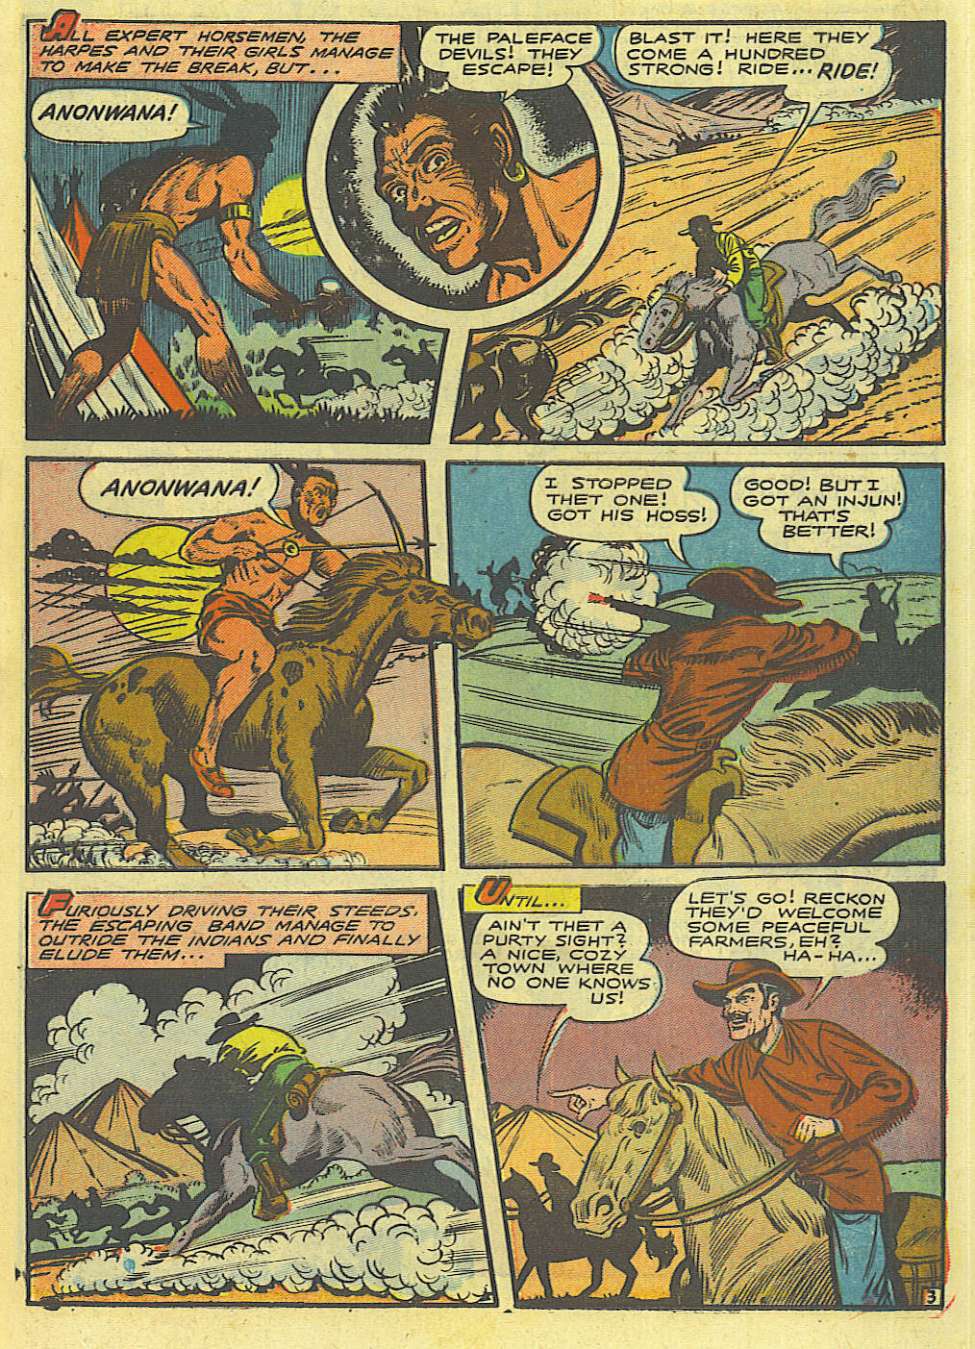 ALL EXPERT HORSEMEN, THE
HARPES AND THEIR GIRLS MANAGE
TO MAKE THE BREAK, BUT...
ANONWANA!
THE PALEFACE
DEVILS! THEY
ESCAPE!
BLAST IT! HERE THEY
COME A HUNDRED
STRONG! RIDE... RIDE!
ANONWANA!
I STOPPED
THET ONE!
GOT HIS HOSS!
GOOD! BUT I
GOT AN INJUN!
THAT'S
BETTER!
FURIOUSLY DRIVING THEIR STEEDS,
THE ESCAPING BAND MANAGE TO
OUTRIDE THE INDIANS AND FINALLY
ELUDE THEM...
UNTIL...
AIN'T THET A
PURTY SIGHT?
A NICE, COZY
TOWN WHERE
NO ONE KNOWS
US!
LET'S GO! RECKON
THEY'D WELCOME
SOME PEACEFUL
FARMERS, EH?
HA-HA...
3